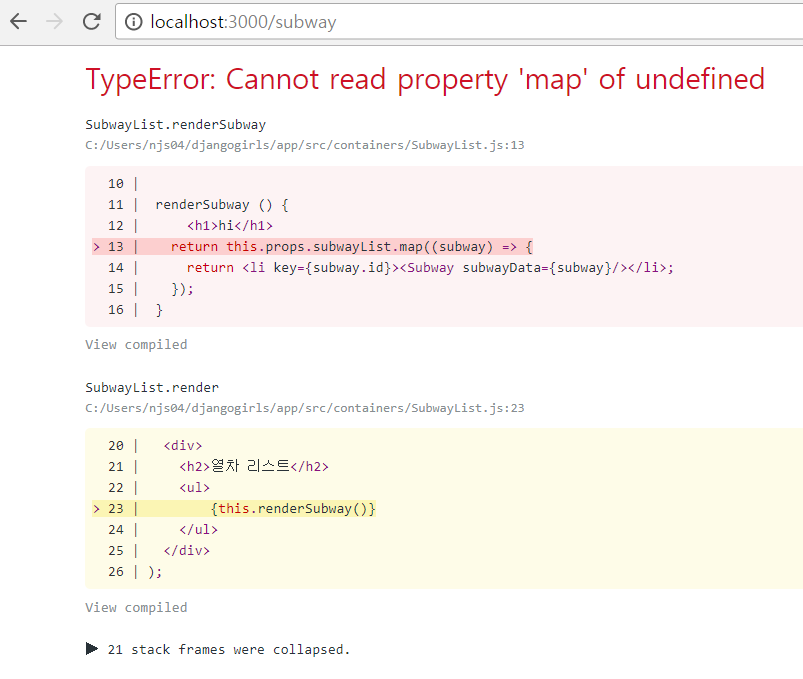 localhost:3000/subway
TypeError: Cannot read property 'map' of undefined
SubwayList.renderSubway
C:/Users/njs04/djangogirls/app/src/containers/SubwayList.js:13
10 |
11 |  renderSubway () {
12 |      <h1>hi</h1>
> 13 |    return this.props.subwayList.map((subway) => {
14 |      return <li key={subway.id}><Subway subwayData={subway}/></li>;
15 |    });
16 |  }
View compiled
SubwayList.render
C:/Users/njs04/djangogirls/app/src/containers/SubwayList.js:23
20 |   <div>
21 |     <h2>열차 리스트</h2>
22 |     <ul>
> 23 |         {this.renderSubway()}
24 |     </ul>
25 |   </div>
26 | );
View compiled
▶ 21 stack frames were collapsed.